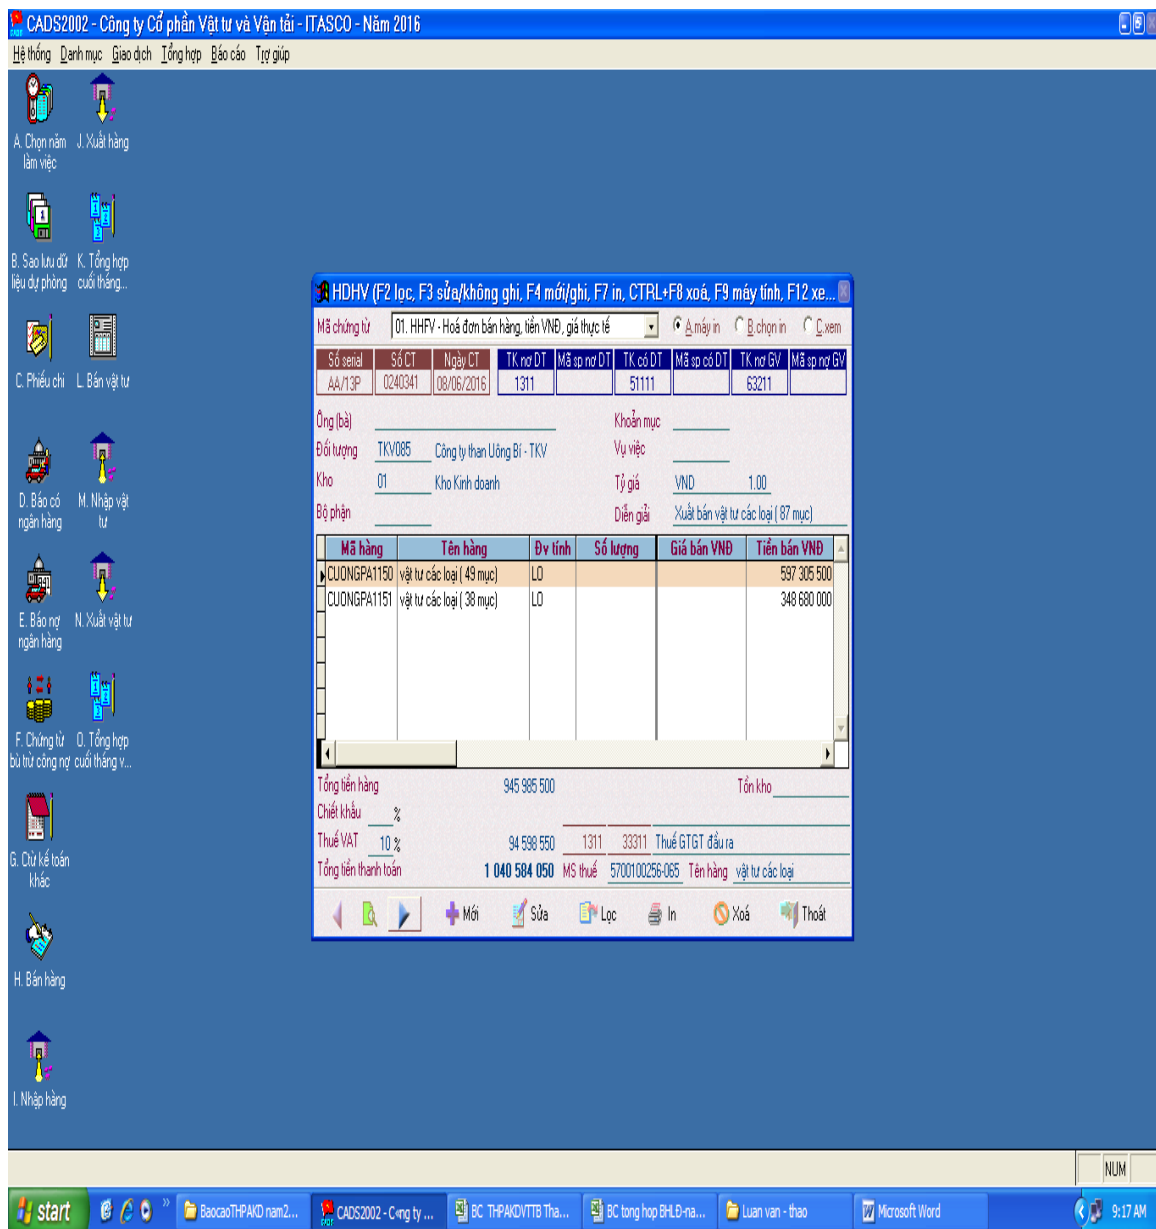 CADS2002 - Công ty Cổ phần Vật tư và Vận tải - ITASCO - Năm 2016
Hệ thống Danh mục Giao dịch Tổng hợp Báo cáo Trợ giúp
A. Chọn năm làm việc
J. Xuất hàng
B. Sao lưu dữ liệu dự phòng
K. Tổng hợp cuối tháng...
C. Phiếu chi
L. Bán vật tư
D. Báo có ngân hàng
M. Nhập vật tư
E. Báo nợ ngân hàng
N. Xuất vật tư
F. Chứng từ bù trừ công nợ
O. Tổng hợp cuối tháng v...
G. Ctừ kế toán khác
H. Bán hàng
I. Nhập hàng
HDHV (F2 lọc, F3 sửa/không ghi, F4 mới/ghi, F7 in, CTRL+F8 xoá, F9 máy tính, F12 xe...
Mã chứng từ 01. HHFV - Hoá đơn bán hàng, tiền VNĐ, giá thực tế A.máy in B.chọn in C.xem
Số serial Số CT Ngày CT TK nợ DT Mã sp nợ DT TK có DT Mã sp có DT TK nợ GV Mã sp nợ GV
AA/13P 0240341 08/06/2016 1311 51111 63211
Ông (bà) Khoản mục
Đối tượng TKV085 Công ty than Uông Bí - TKV Vụ việc
Kho 01 Kho Kinh doanh Tỷ giá VND 1.00
Bộ phận Diễn giải Xuất bán vật tư các loại ( 87 mục)
Mã hàng Tên hàng Đv tính Số lượng Giá bán VNĐ Tiền bán VNĐ
CUONGPA1150 vật tư các loại ( 49 mục) LO 597 305 500
CUONGPA1151 vật tư các loại ( 38 mục) LO 348 680 000
Tổng tiền hàng 945 985 500 Tồn kho
Chiết khấu %
Thuế VAT 10 % 94 598 550 1311 33311 Thuế GTGT đầu ra
Tổng tiền thanh toán 1 040 584 050 MS thuế 5700100256-065 Tên hàng vật tư các loại
Mới Sửa Lọc In Xoá Thoát
NUM
start BaocaoTHPAKD nam2... CADS2002 - C«ng ty ... BC THPAKDVTTB Tha... BC tong hop BHLĐ-na... Luan van - thao Microsoft Word 9:17 AM